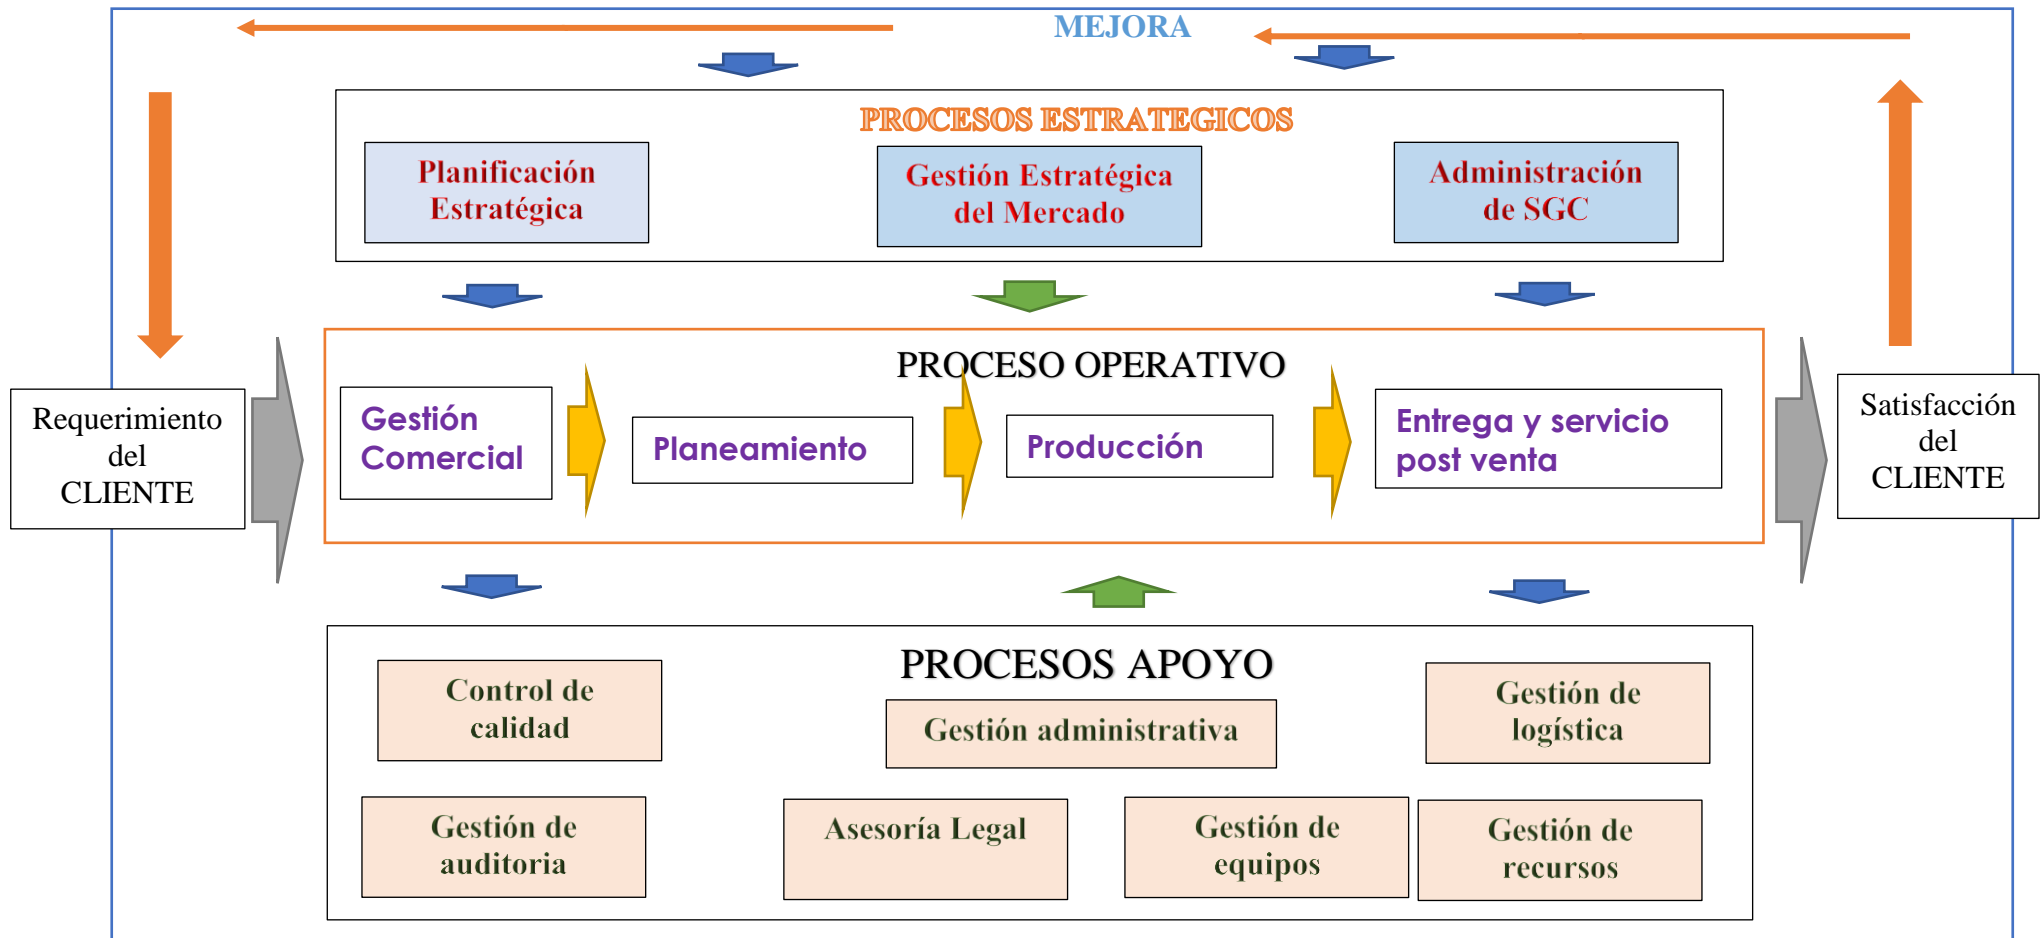 MEJORA
PROCESOS ESTRATEGICOS
Planificación
Estratégica
Gestión Estratégica
del Mercado
Administración
de SGC
PROCESO OPERATIVO
Requerimiento
del
CLIENTE
Gestión
Comercial
Planeamiento
Producción
Entrega y servicio
post venta
Satisfacción
del
CLIENTE
PROCESOS APOYO
Control de
calidad
Gestión administrativa
Gestión de
logística
Gestión de
auditoria
Asesoría Legal
Gestión de
equipos
Gestión de
recursos